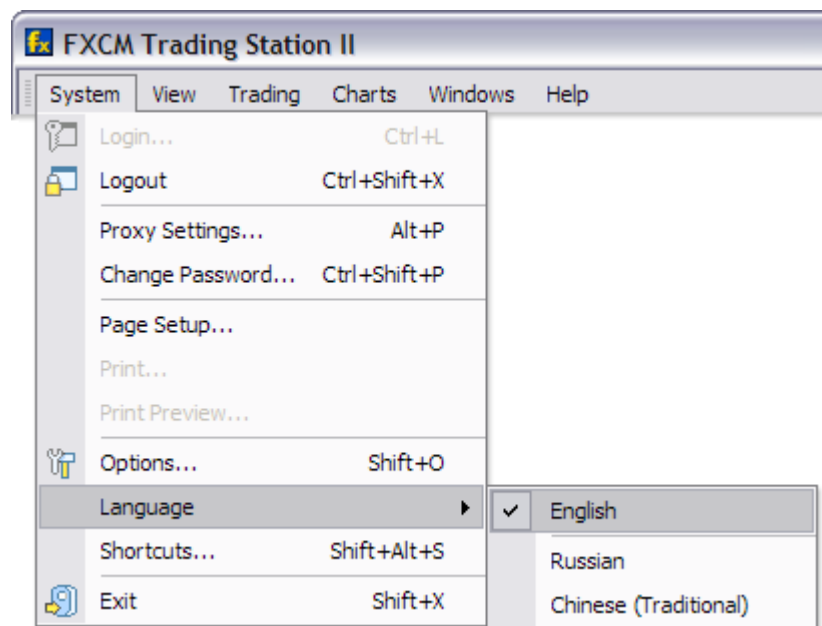 fx FXCM Trading Station II
System View Trading Charts Windows Help
Login... Ctrl+L
Logout Ctrl+Shift+X
Proxy Settings... Alt+P
Change Password... Ctrl+Shift+P
Page Setup...
Print...
Print Preview...
Options... Shift+O
Language English
Shortcuts... Shift+Alt+S
Russian
Exit Shift+X
Chinese (Traditional)